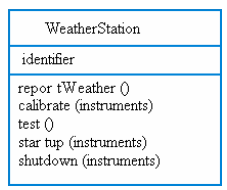 WeatherStation
identifier
repor tWeather ()
calibrate (instruments)
test ()
star tup (instruments)
shutdown (instruments)